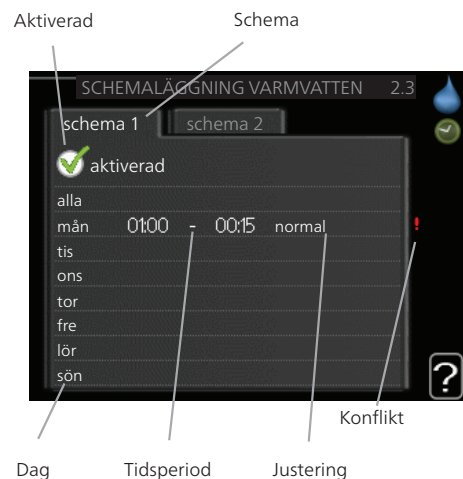 Aktiverad Schema
SCHEMALÄGGNING VARMVATTEN 2.3
schema 1 schema 2
aktiverad
alla
mån 01:00 - 00:15 normal !
tis
ons
tor
fre
lör
sön
?
Konflikt
Dag Tidsperiod Justering